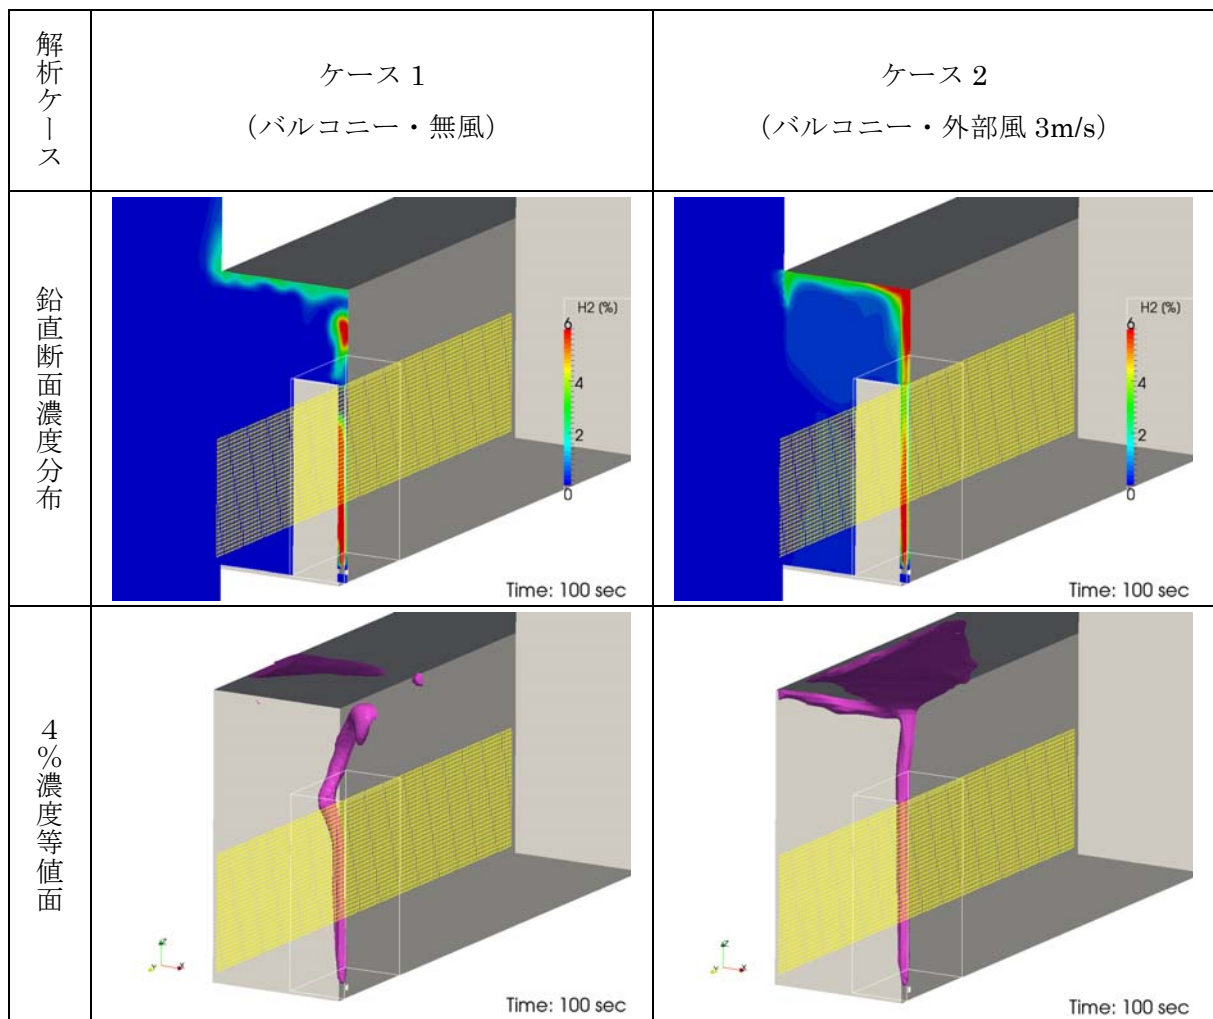 解析ケース
ケース 1
（バルコニー・無風）
ケース 2
（バルコニー・外部風 3m/s）
鉛直断面濃度分布
H2 (%)
6
4
2
0
Time: 100 sec
H2 (%)
6
4
2
0
Time: 100 sec
4%濃度等値面
Z
Y
X
Time: 100 sec
Z
Y
X
Time: 100 sec